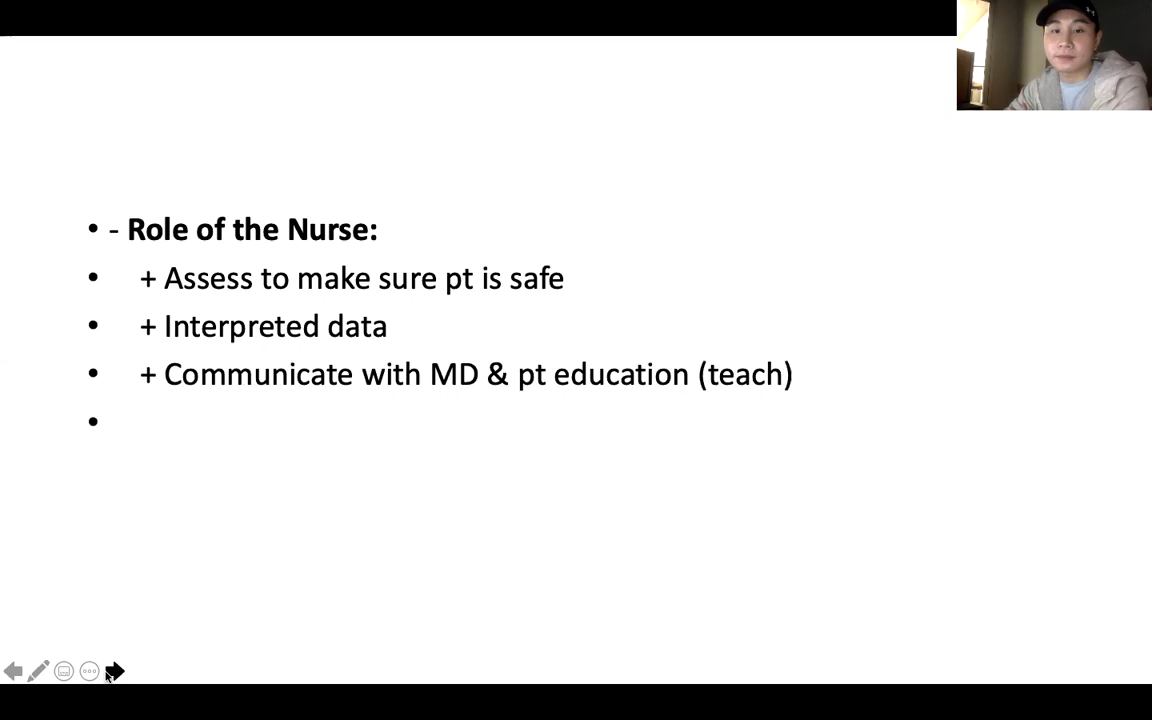 • - Role of the Nurse:
• + Assess to make sure pt is safe
• + Interpreted data
• + Communicate with MD & pt education (teach)
•